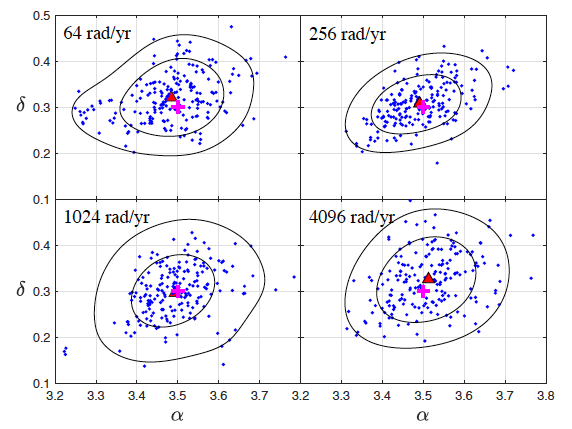 0.5
64 rad/yr
256 rad/yr
0.4
δ
0.3
0.2
0.1
1024 rad/yr
4096 rad/yr
0.4
δ
0.3
0.2
0.1
3.2 3.3 3.4 3.5 3.6 3.7 3.2 3.3 3.4 3.5 3.6 3.7 3.8
α α